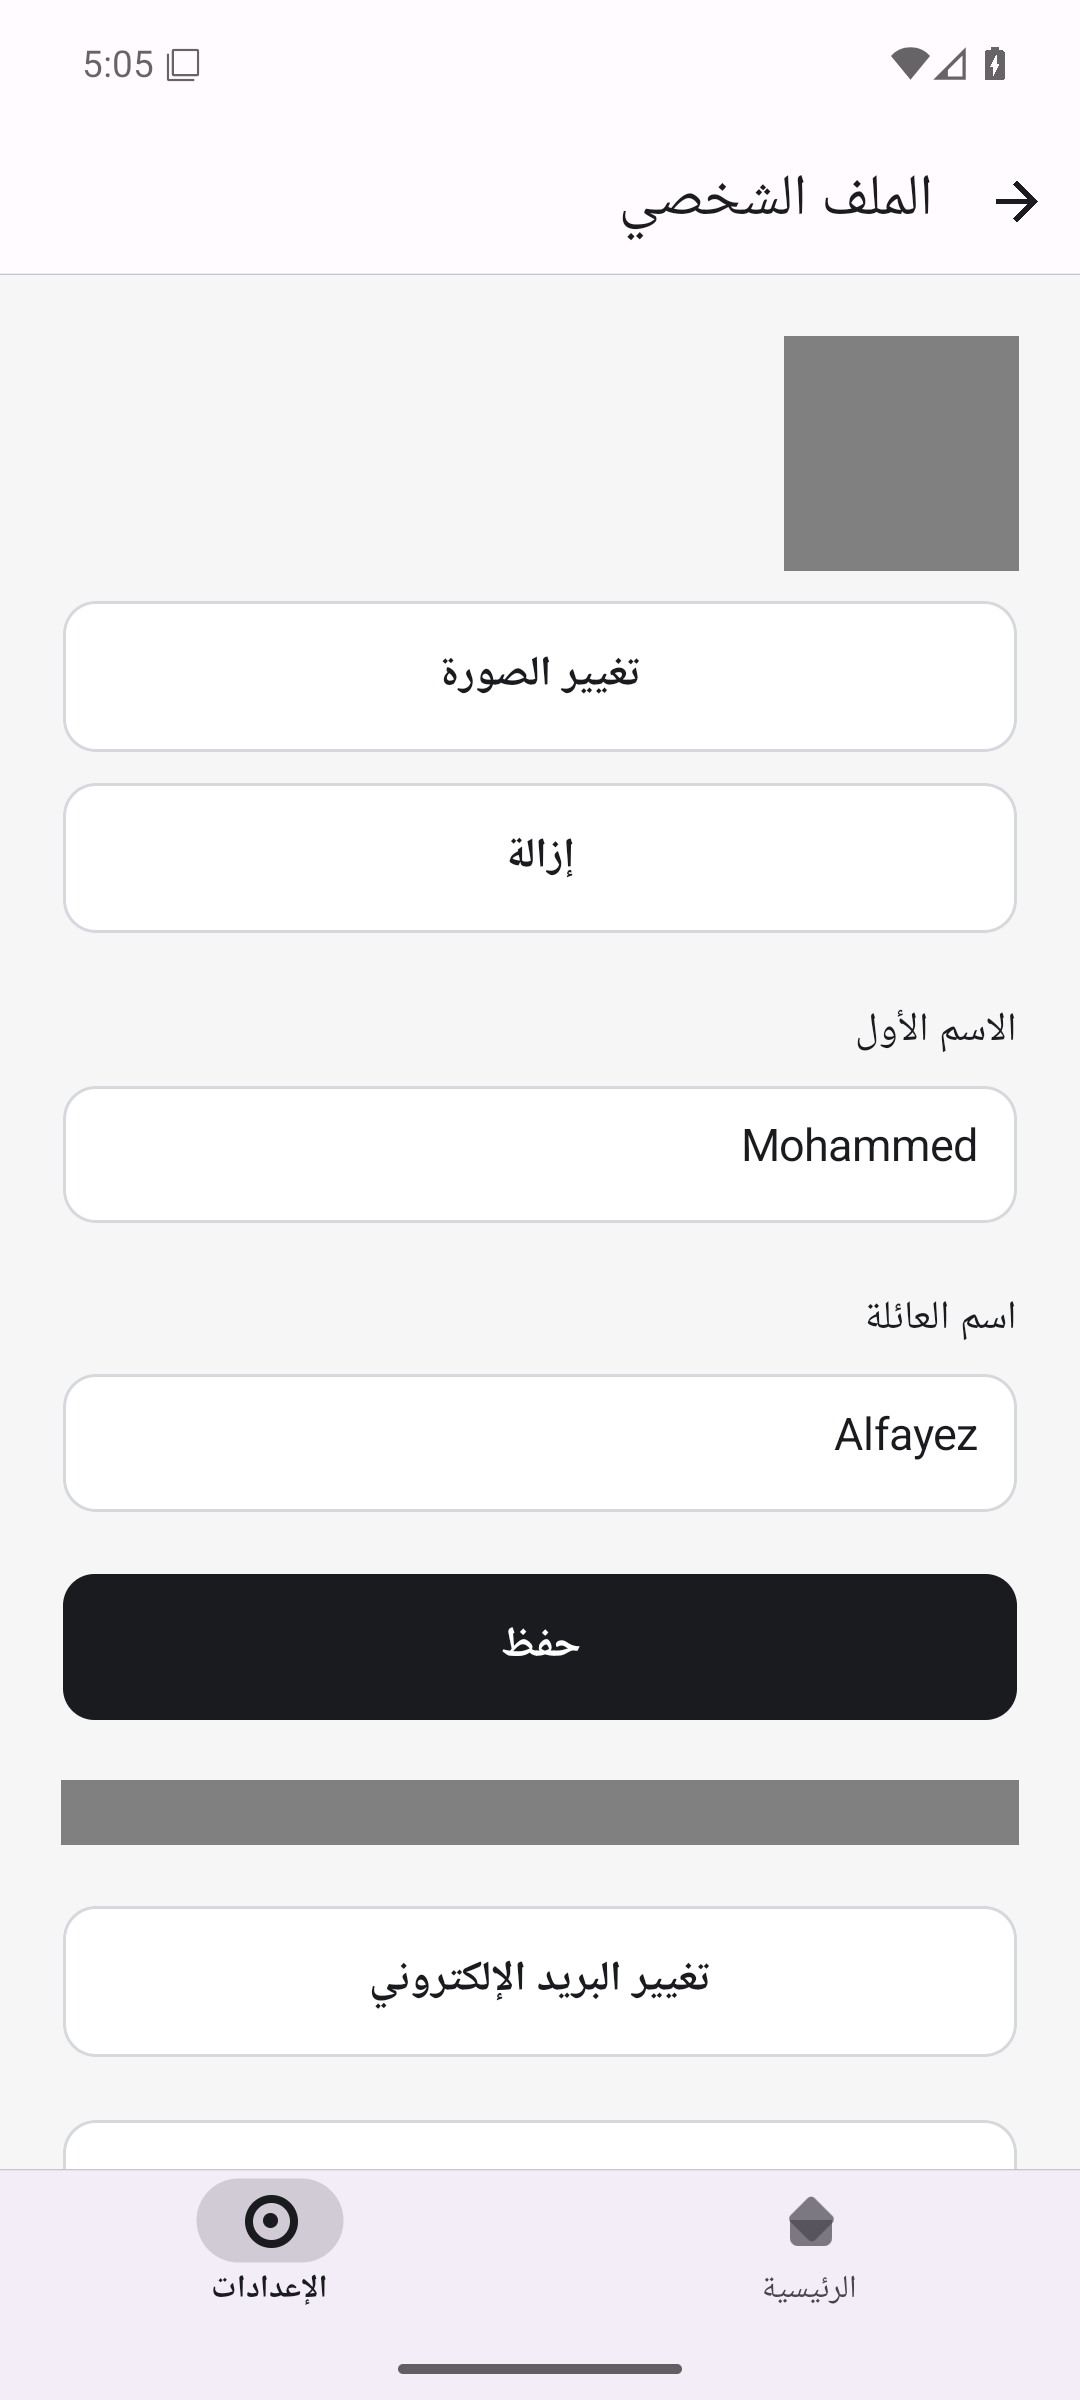 5:05
الملف الشخصي
تغيير الصورة
إزالة
الاسم الأول
Mohammed
اسم العائلة
Alfayez
حفظ
تغيير البريد الإلكتروني
الرئيسية
الإعدادات